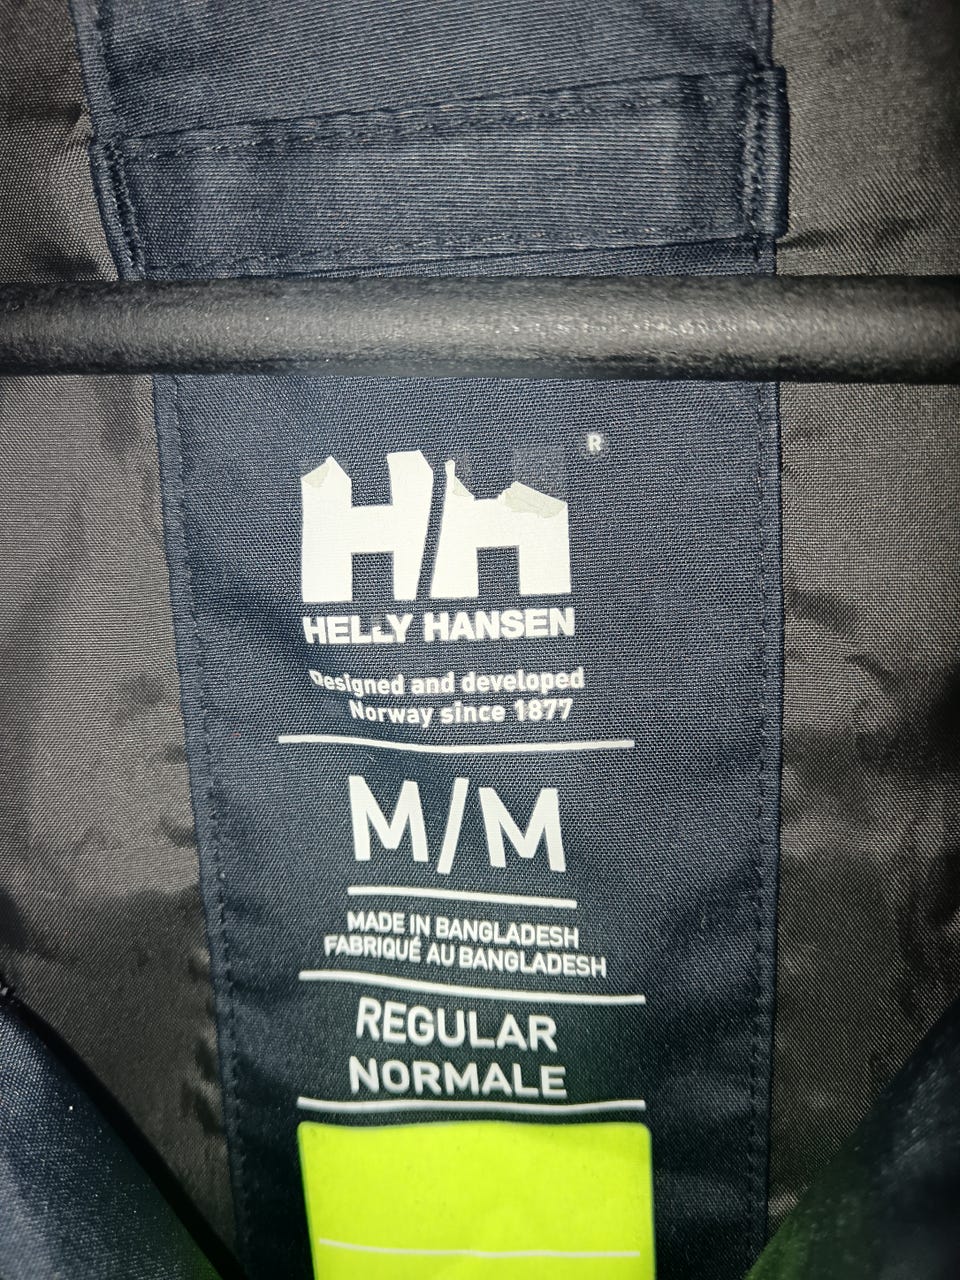 HH
®
HELLY HANSEN
Designed and developed
Norway since 1877
M/M
MADE IN BANGLADESH
FABRIQUÉ AU BANGLADESH
REGULAR
NORMALE